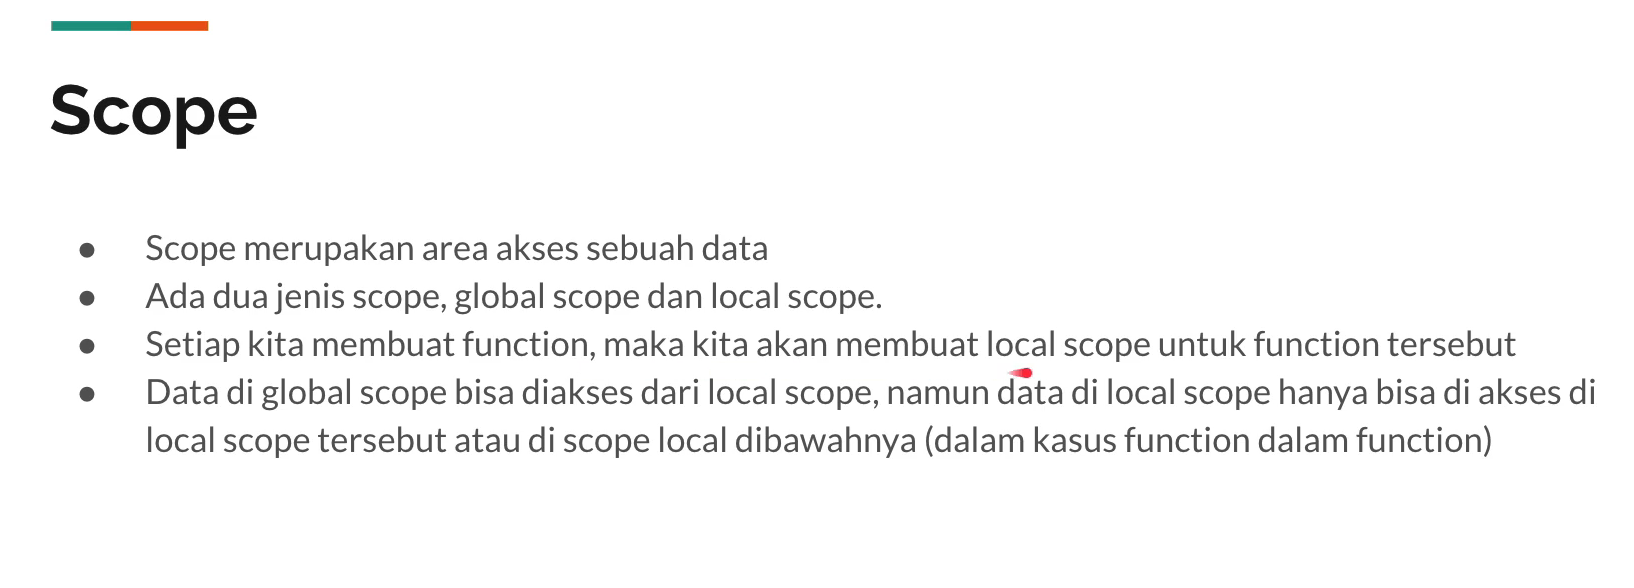 Scope
● Scope merupakan area akses sebuah data
● Ada dua jenis scope, global scope dan local scope.
● Setiap kita membuat function, maka kita akan membuat local scope untuk function tersebut
● Data di global scope bisa diakses dari local scope, namun data di local scope hanya bisa di akses di
local scope tersebut atau di scope local dibawahnya (dalam kasus function dalam function)